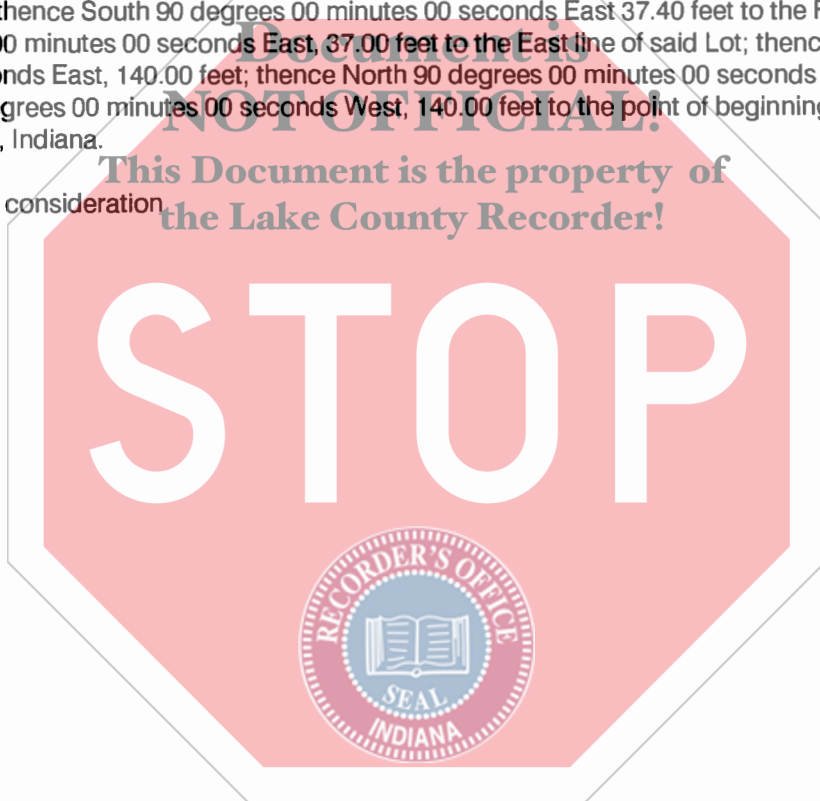 thence South 90 degrees 00 minutes 00 seconds East 37.40 feet to the
Document is
00 minutes 00 seconds East, 37.00 feet to the East line of said Lot; thenc
nds East, 140.00 feet; thence North 90 degrees 00 minutes 00 seconds
NOT OFFICIAL!
grees 00 minutes 00 seconds West, 140.00 feet to the point of beginning
, Indiana.
This Document is the property of
consideration
the Lake County Recorder!
STOP
RECORDER'S OFFICE
SEAL
INDIANA